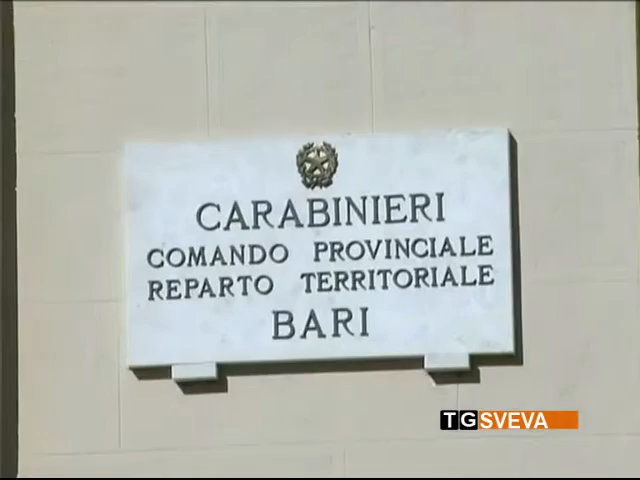 CARABINIERI
COMANDO PROVINCIALE
REPARTO TERRITORIALE
BARI
TGSVEVA